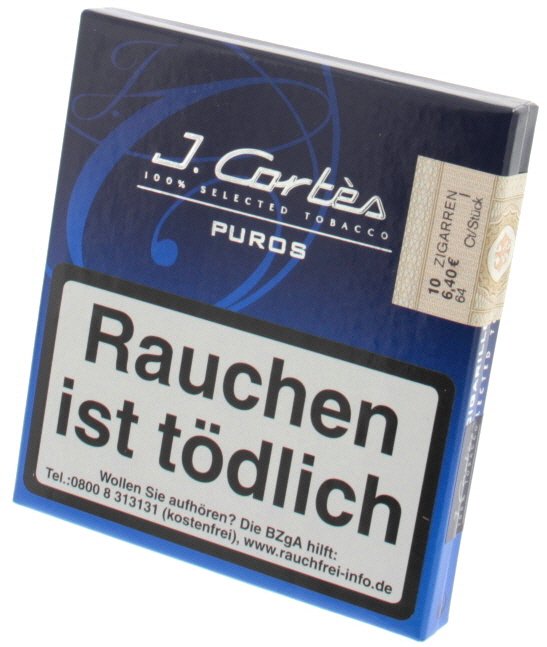 J. Cortès
100% SELECTED TOBACCO
PUROS
10 ZIGARREN
6,40 €
64 Ct/Stück
Rauchen
ist tödlich
Wollen Sie aufhören? Die BZgA hilft:
Tel.:0800 8 313131 (kostenfrei), www.rauchfrei-info.de